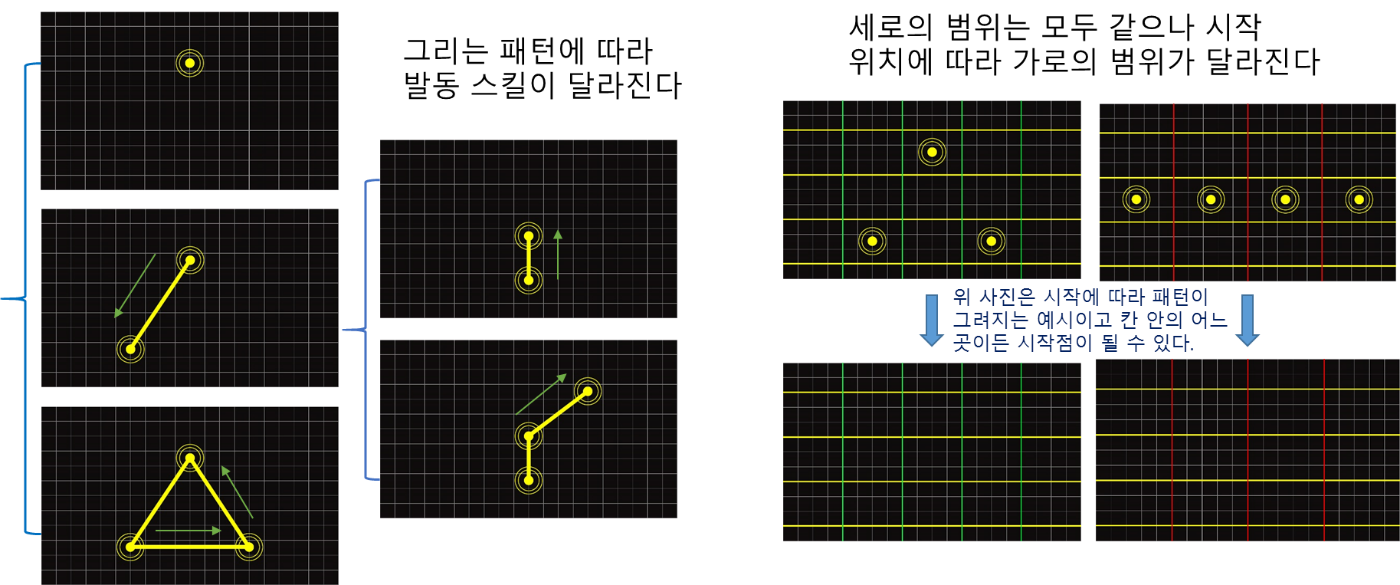 그리는 패턴에 따라
발동 스킬이 달라진다
세로의 범위는 모두 같으나 시작
위치에 따라 가로의 범위가 달라진다
위 사진은 시작에 따라 패턴이
그려지는 예시이고 칸 안의 어느
곳이든 시작점이 될 수 있다.